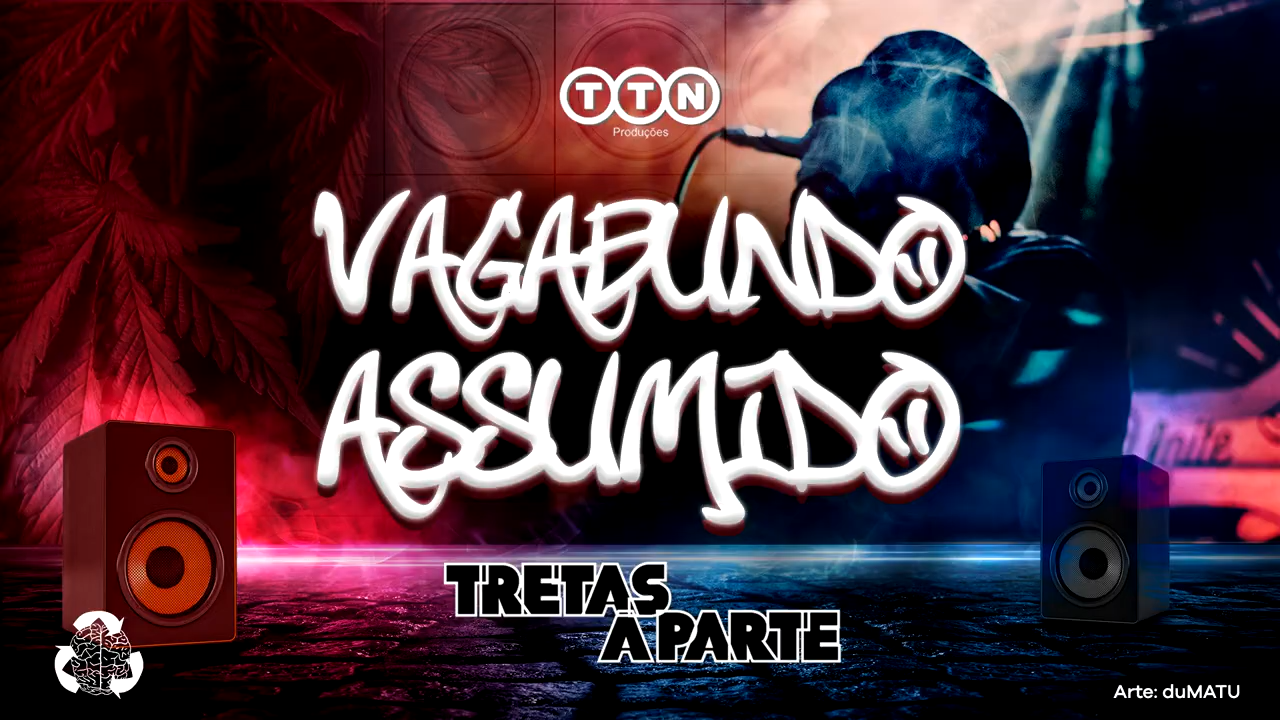 TTN
Produções
VAGABUNDO
ASSUMIDO
TRETAS
À PARTE
Arte: duMATU